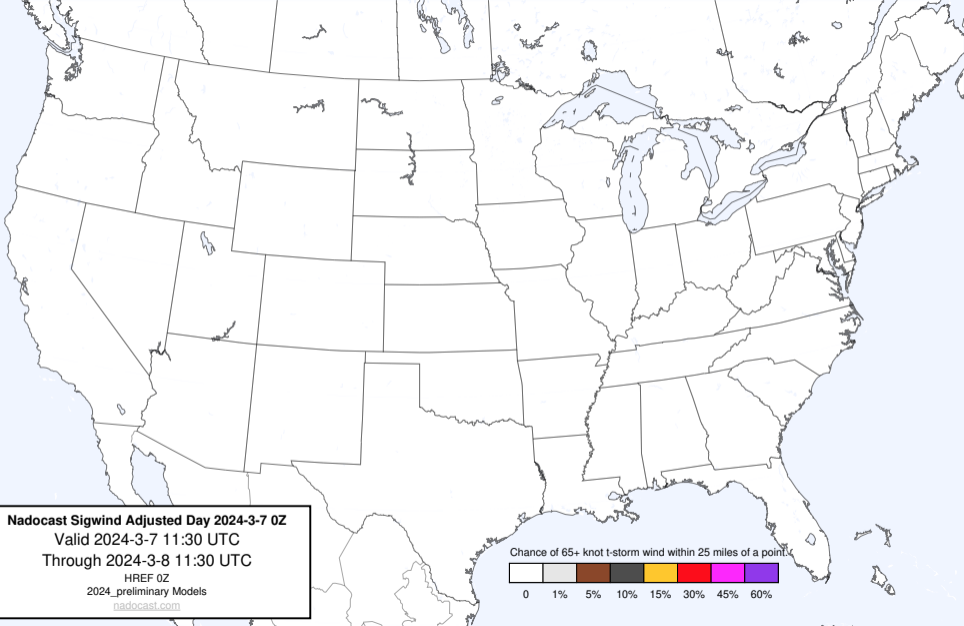 Nadocast Sigwind Adjusted Day 2024-3-7 0Z
Valid 2024-3-7 11:30 UTC
Through 2024-3-8 11:30 UTC
HREF 0Z
2024_preliminary Models
nadocast.com
Chance of 65+ knot t-storm wind within 25 miles of a point.
0 1% 5% 10% 15% 30% 45% 60%